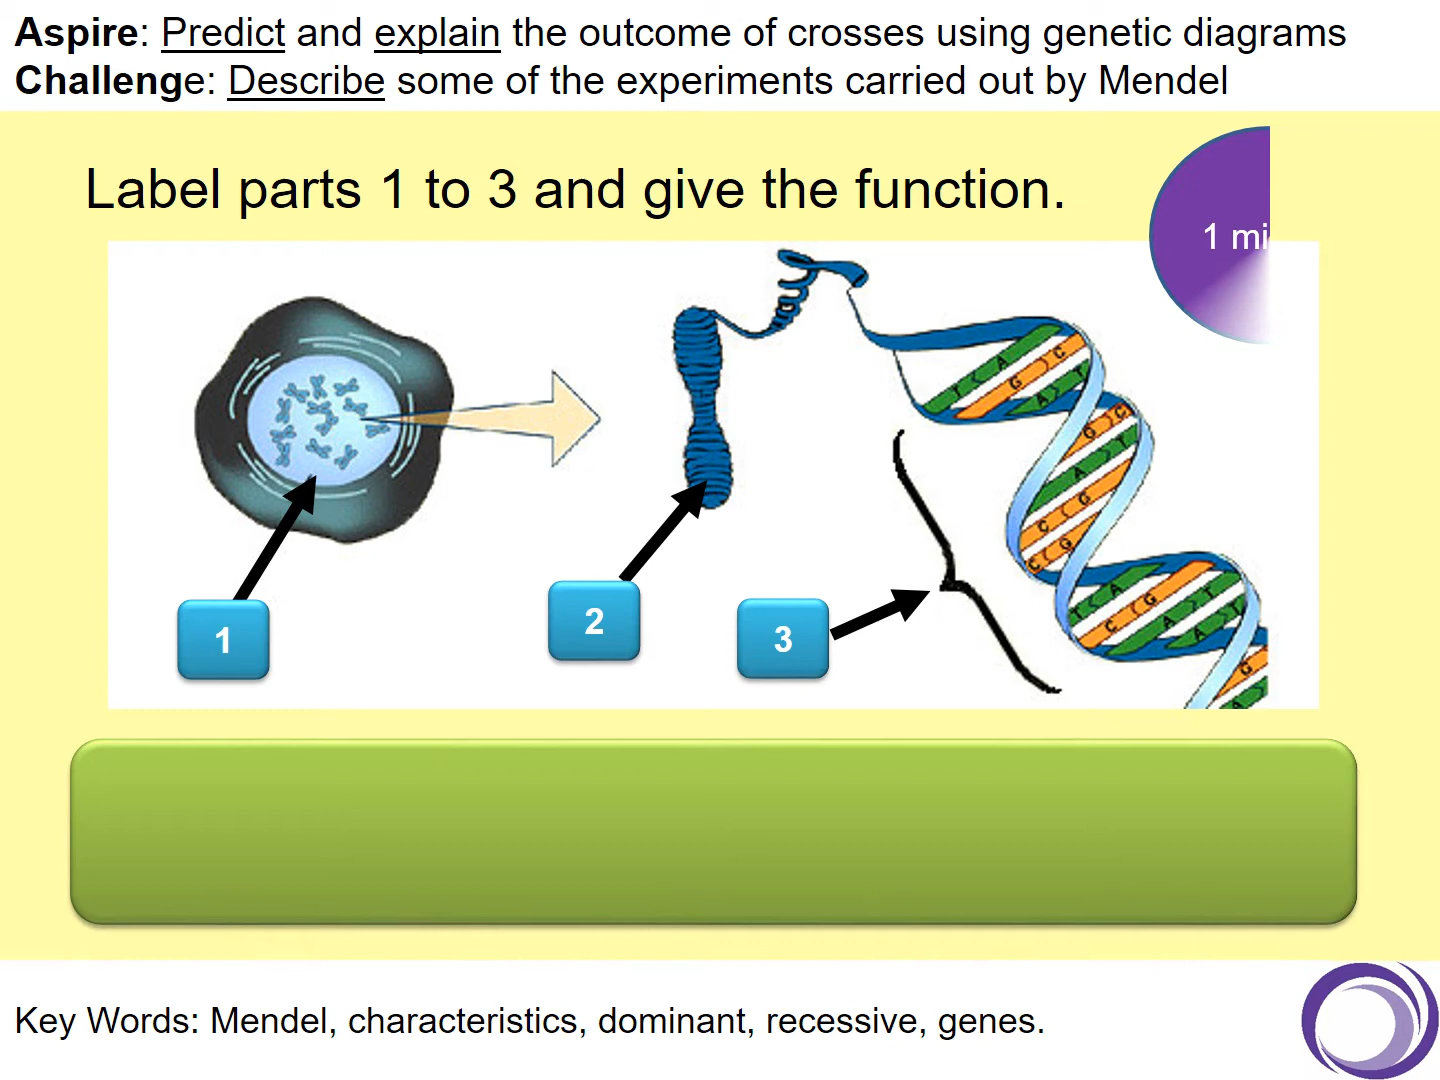 Aspire: Predict and explain the outcome of crosses using genetic diagrams
Challenge: Describe some of the experiments carried out by Mendel
Label parts 1 to 3 and give the function.
1 mi
T A
G C
A T
G C
A T
C G
C G
T A
C G
A T
A T
G
A
1
2
3
Key Words: Mendel, characteristics, dominant, recessive, genes.